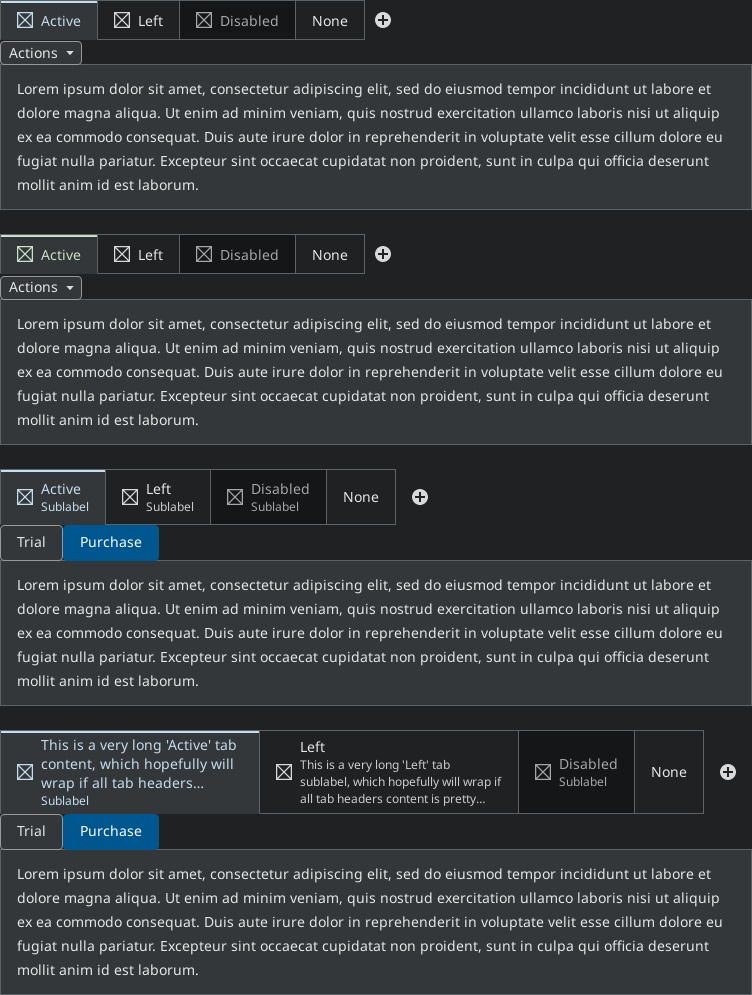 Active Left Disabled None
Actions
Lorem ipsum dolor sit amet, consectetur adipiscing elit, sed do eiusmod tempor incididunt ut labore et
dolore magna aliqua. Ut enim ad minim veniam, quis nostrud exercitation ullamco laboris nisi ut aliquip
ex ea commodo consequat. Duis aute irure dolor in reprehenderit in voluptate velit esse cillum dolore eu
fugiat nulla pariatur. Excepteur sint occaecat cupidatat non proident, sunt in culpa qui officia deserunt
mollit anim id est laborum.
Active Left Disabled None
Actions
Lorem ipsum dolor sit amet, consectetur adipiscing elit, sed do eiusmod tempor incididunt ut labore et
dolore magna aliqua. Ut enim ad minim veniam, quis nostrud exercitation ullamco laboris nisi ut aliquip
ex ea commodo consequat. Duis aute irure dolor in reprehenderit in voluptate velit esse cillum dolore eu
fugiat nulla pariatur. Excepteur sint occaecat cupidatat non proident, sunt in culpa qui officia deserunt
mollit anim id est laborum.
Active
Sublabel
Left
Sublabel
Disabled
Sublabel
None
Trial Purchase
Lorem ipsum dolor sit amet, consectetur adipiscing elit, sed do eiusmod tempor incididunt ut labore et
dolore magna aliqua. Ut enim ad minim veniam, quis nostrud exercitation ullamco laboris nisi ut aliquip
ex ea commodo consequat. Duis aute irure dolor in reprehenderit in voluptate velit esse cillum dolore eu
fugiat nulla pariatur. Excepteur sint occaecat cupidatat non proident, sunt in culpa qui officia deserunt
mollit anim id est laborum.
This is a very long 'Active' tab
content, which hopefully will
wrap if all tab headers...
Sublabel
Left
This is a very long 'Left' tab
sublabel, which hopefully will wrap if
all tab headers content is pretty...
Disabled
Sublabel
None
Trial Purchase
Lorem ipsum dolor sit amet, consectetur adipiscing elit, sed do eiusmod tempor incididunt ut labore et
dolore magna aliqua. Ut enim ad minim veniam, quis nostrud exercitation ullamco laboris nisi ut aliquip
ex ea commodo consequat. Duis aute irure dolor in reprehenderit in voluptate velit esse cillum dolore eu
fugiat nulla pariatur. Excepteur sint occaecat cupidatat non proident, sunt in culpa qui officia deserunt
mollit anim id est laborum.